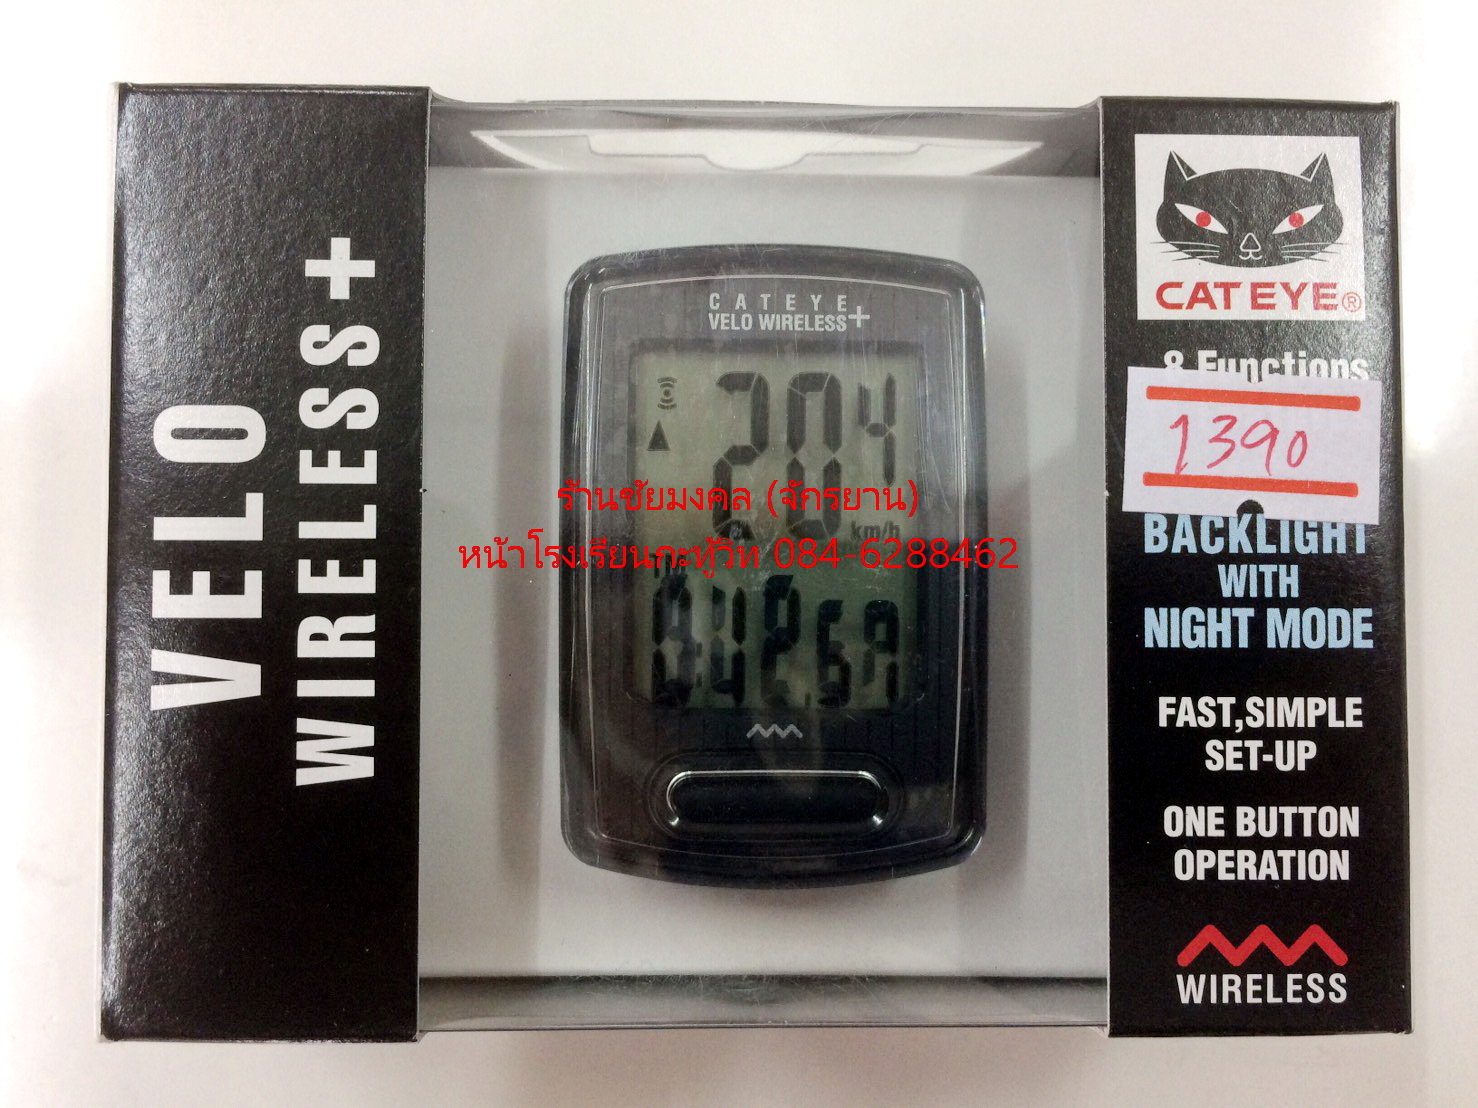 VELO
WIRELESS+
CATEYE
VELO WIRELESS+
20.4
km/h
ร้านชัยมงคล (จักรยาน)
หน้าโรงเรียนกะทู้วิท 084-6288462
CATEYE®
8 Functions
1390
BACKLIGHT
WITH
NIGHT MODE
FAST,SIMPLE
SET-UP
ONE BUTTON
OPERATION
WIRELESS